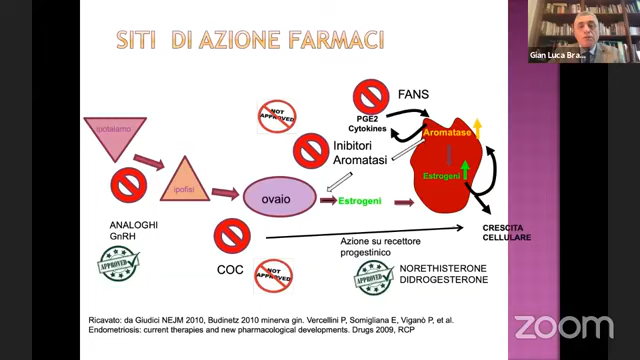 SITI DI AZIONE FARMACI
Gian Luca Bra...
FANS
PGE2
Cytokines
NOT
APPROVED
Inibitori
Aromatasi
Aromatase
ipotalamo
ipofisi
ovaio
Estrogeni
Estrogeni
ANALOGHI
GnRH
APPROVED
COC
NOT
APPROVED
Azione su recettore
progestinico
CRESCITA
CELLULARE
APPROVED
NORETHISTERONE
DIDROGESTERONE
Ricavato: da Giudici NEJM 2010, Budinetz 2010 minerva gin. Vercellini P, Somigliana E, Viganò P, et al.
Endometriosis: current therapies and new pharmacological developments. Drugs 2009, RCP
zoom